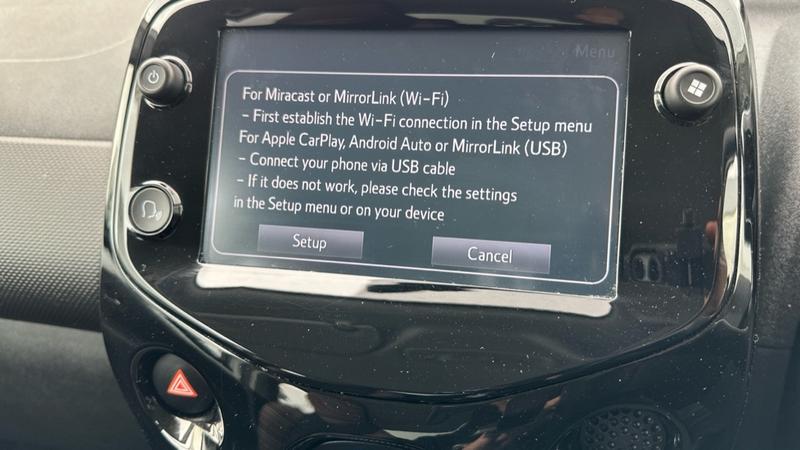 Menu
For Miracast or MirrorLink (Wi-Fi)
- First establish the Wi-Fi connection in the Setup menu
For Apple CarPlay, Android Auto or MirrorLink (USB)
- Connect your phone via USB cable
- If it does not work, please check the settings
in the Setup menu or on your device
Setup
Cancel